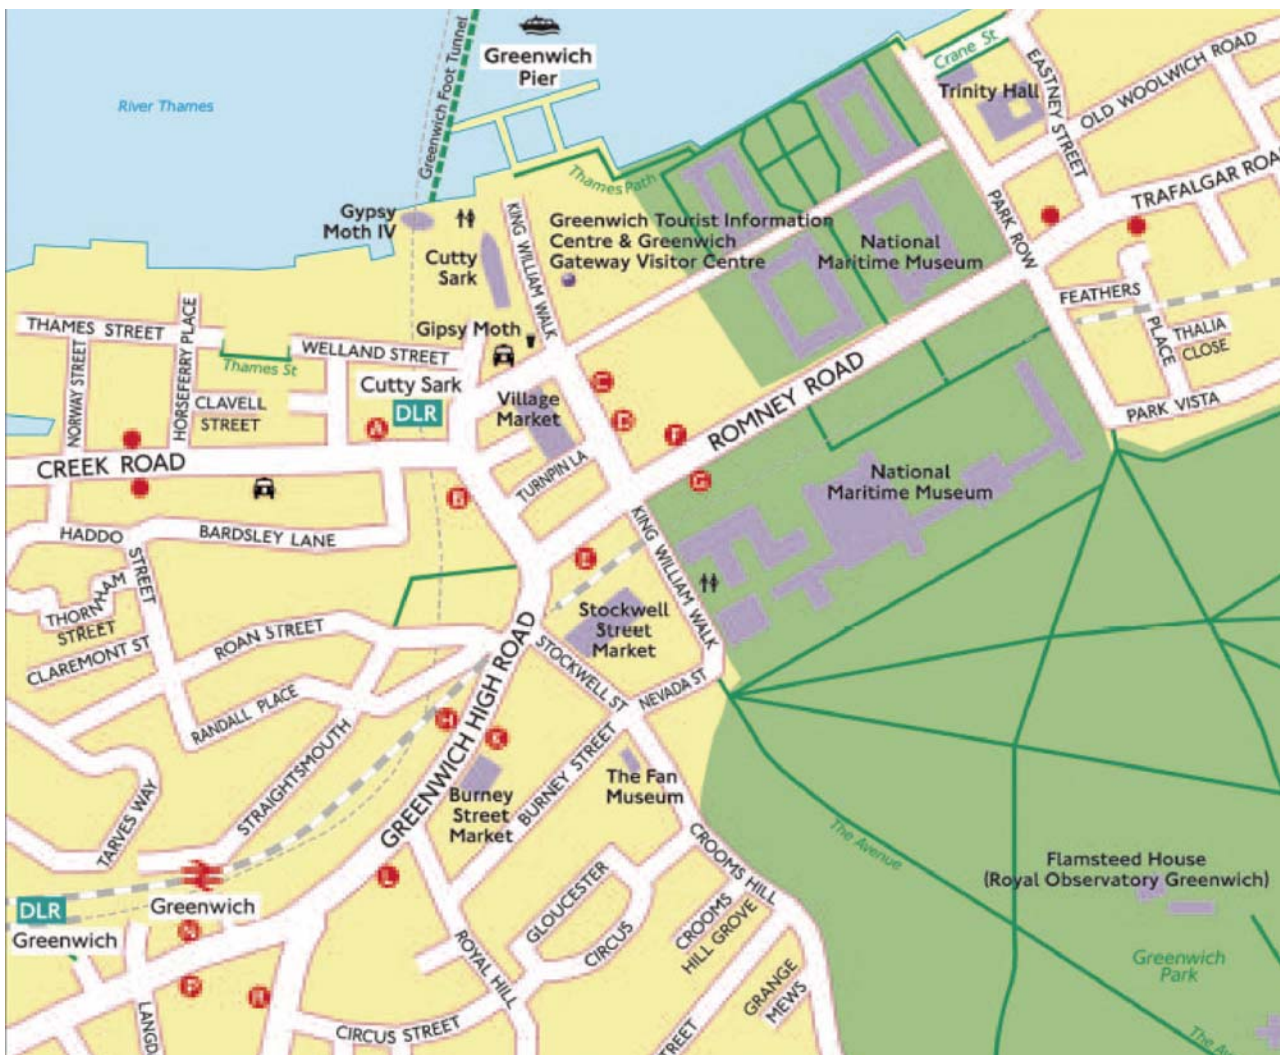 River Thames
Greenwich Foot Tunnel
Greenwich
Pier
Crane St
Trinity Hall
EASTNEY STREET
OLD WOOLWICH ROAD
TRAFALGAR ROAD
Thames Path
PARK ROW
Gypsy
Moth IV
KING WILLIAM WALK
Greenwich Tourist Information
Centre & Greenwich
Gateway Visitor Centre
National
Maritime Museum
Cutty
Sark
FEATHERS
PLACE
THALIA
CLOSE
PARK VISTA
THAMES STREET
HORSEFERRY PLACE
NORWAY STREET
Thames St
WELLAND STREET
Gipsy Moth
Cutty Sark
DLR
CLAVELL
STREET
Village
Market
ROMNEY ROAD
A
B
C
D
F
G
E
CREEK ROAD
TURNPIN LA
National
Maritime Museum
KING WILLIAM WALK
HADDO
STREET
BARDSLEY LANE
THORNHAM
STREET
CLAREMONT ST
ROAN STREET
Stockwell
Street
Market
STOCKWELL ST
NEVADA ST
RANDALL PLACE
STRAIGHTSMOUTH
TARVES WAY
GREENWICH HIGH ROAD
H
K
Burney
Street
Market
BURNEY STREET
The Fan
Museum
CROOMS HILL
The Avenue
Flamsteed House
(Royal Observatory Greenwich)
Greenwich
Park
The Av
L
DLR
Greenwich
Greenwich
N
P
GLOUCESTER
CIRCUS
CROOMS
HILL GROVE
GRANGE
MEWS
ROYAL HILL
CIRCUS STREET
LANGD
STREET